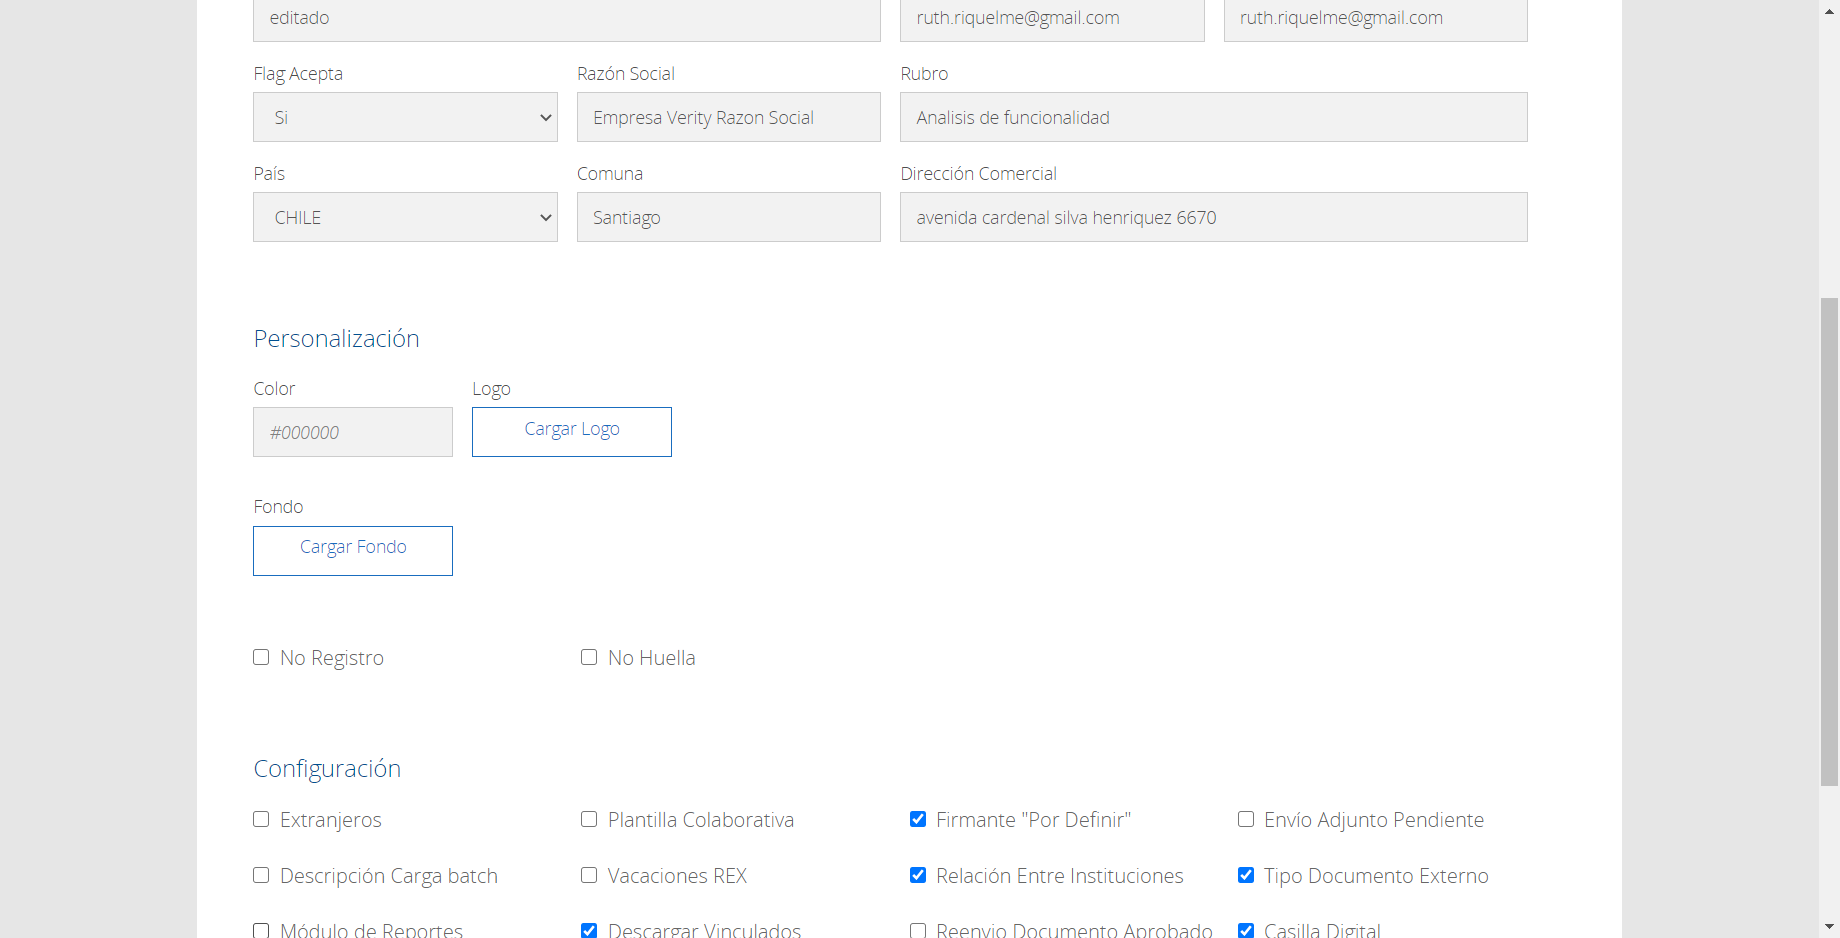 editado ruth.riquelme@gmail.com ruth.riquelme@gmail.com
Flag Acepta Razón Social Rubro
Si Empresa Verity Razon Social Analisis de funcionalidad
País Comuna Dirección Comercial
CHILE Santiago avenida cardenal silva henriquez 6670
Personalización
Color Logo
#000000 Cargar Logo
Fondo
Cargar Fondo
No Registro No Huella
Configuración
Extranjeros Plantilla Colaborativa Firmante "Por Definir" Envío Adjunto Pendiente
Descripción Carga batch Vacaciones REX Relación Entre Instituciones Tipo Documento Externo
Módulo de Reportes Descargar Vinculados Reenvio Documento Aprobado Casilla Digital